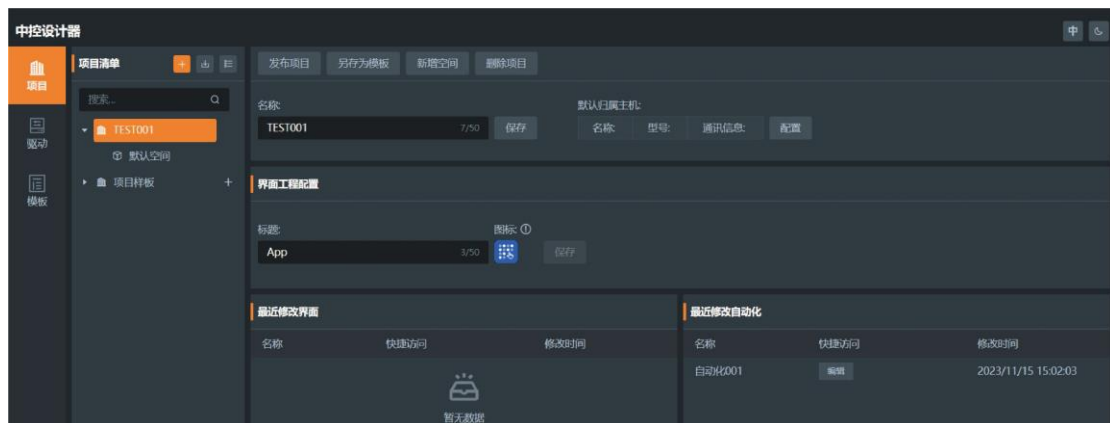 中控设计器
中
项目
驱动
模板
项目清单
搜索...
TEST001
默认空间
项目样板
发布项目 另存为模板 新增空间 删除项目
名称: 默认归属主机:
TEST001 7/50 保存 名称: 型号: 通讯信息: 配置
界面工程配置
标题: 图标:
App 3/50 保存
最近修改界面 最近修改自动化
名称 快捷访问 修改时间 名称 快捷访问 修改时间
自动化001 编辑 2023/11/15 15:02:03
暂无数据